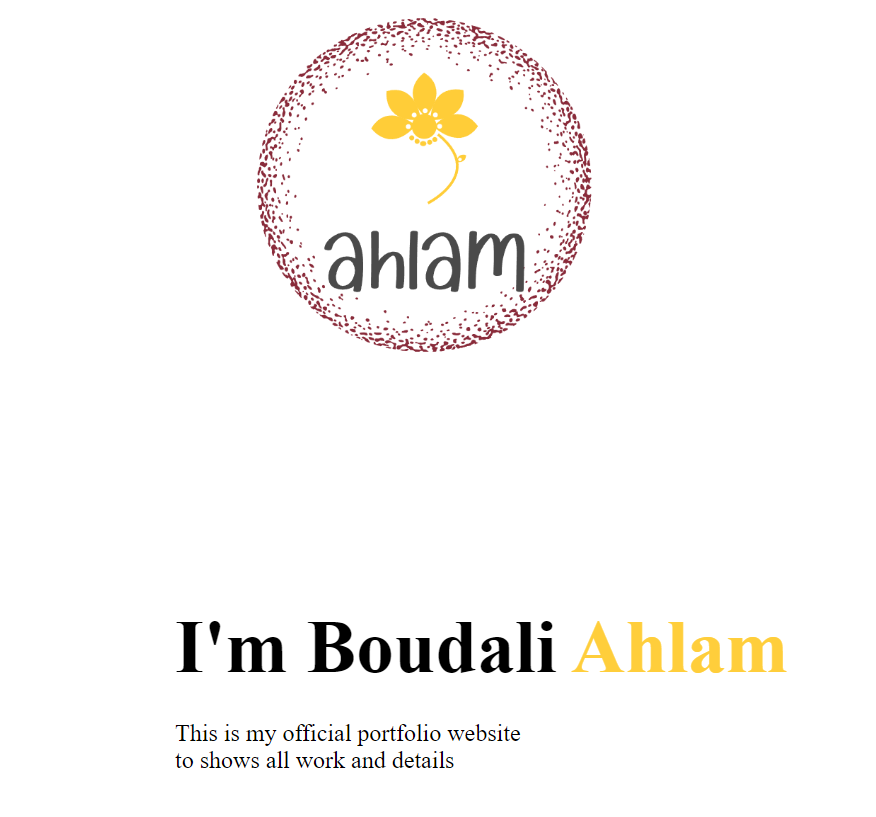 ahlam
I'm Boudali Ahlam
This is my official portfolio website
to shows all work and details